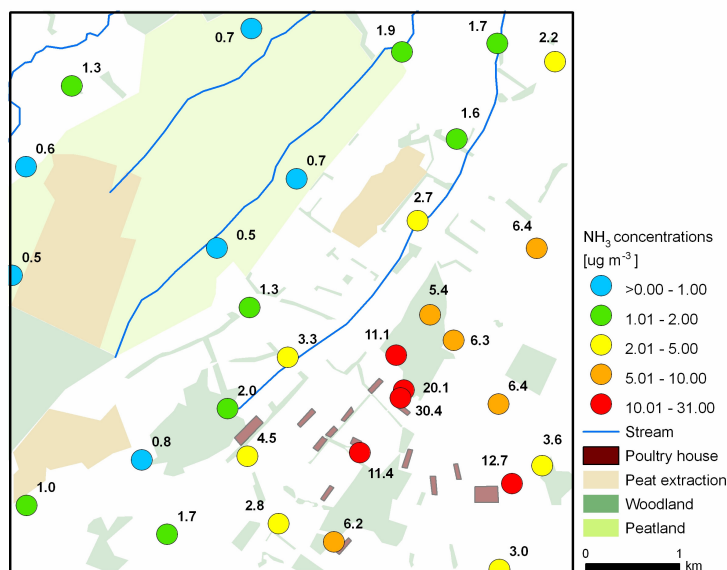 0.7
1.9
1.7
2.2
1.3
1.6
0.6
0.7
2.7
6.4
0.5
0.5
1.3
5.4
3.3
11.1
6.3
2.0
20.1
6.4
30.4
4.5
0.8
11.4
12.7
3.6
1.0
1.7
2.8
6.2
3.0
NH₃ concentrations
[ug m⁻³]
>0.00 - 1.00
1.01 - 2.00
2.01 - 5.00
5.01 - 10.00
10.01 - 31.00
Stream
Poultry house
Peat extraction
Woodland
Peatland
0 1
km